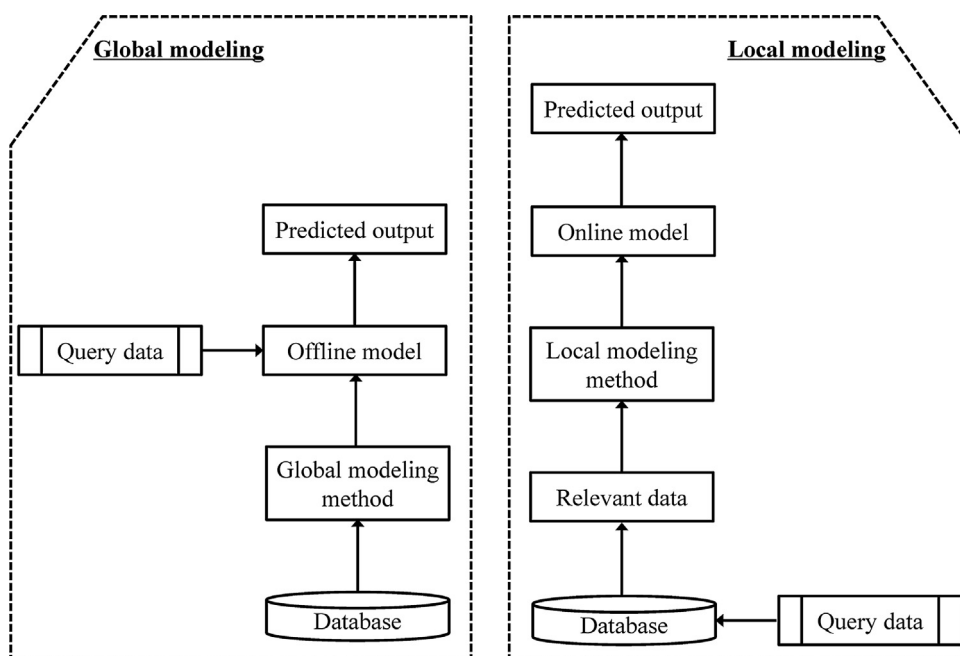 Global modeling
Predicted output
Query data
Offline model
Global modeling
method
Database
Local modeling
Predicted output
Online model
Local modeling
method
Relevant data
Database
Query data